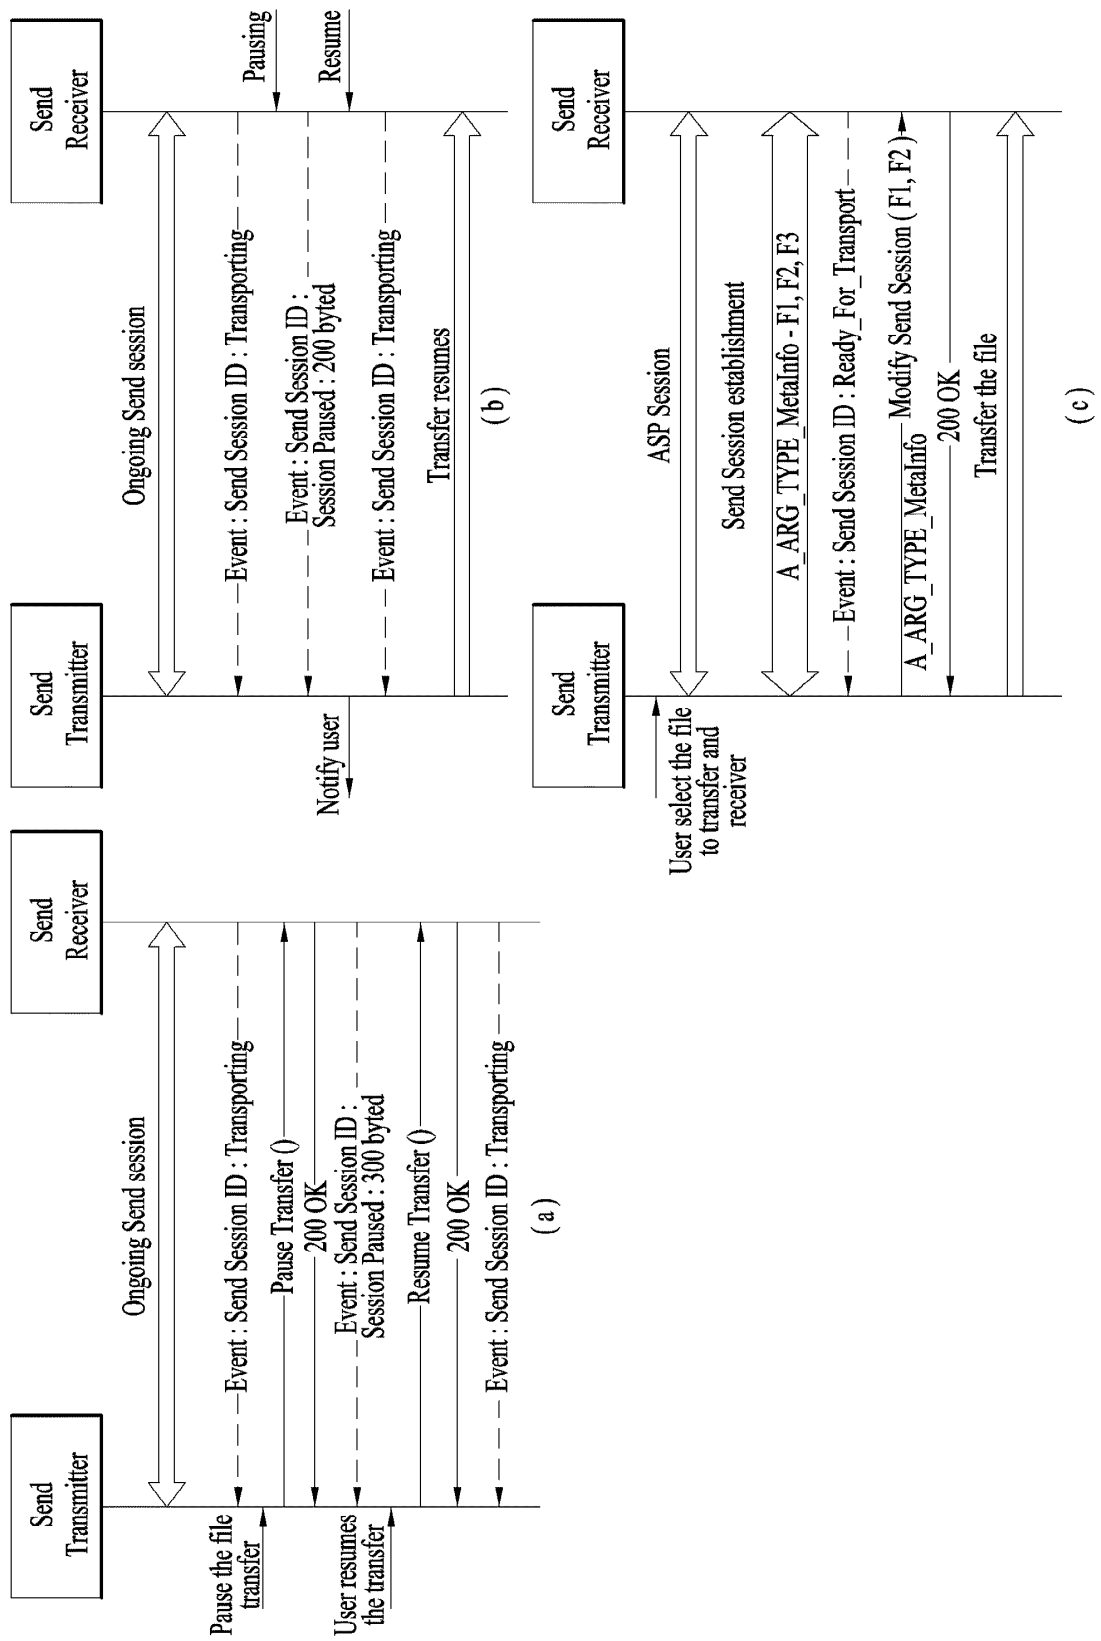 Send
Transmitter
Send
Receiver
Ongoing Send session
Event : Send Session ID : Transporting
Pause the file
transfer
Pause Transfer ()
200 OK
Event : Send Session ID :
Session Paused : 300 byted
User resumes
the transfer
Resume Transfer ()
200 OK
Event : Send Session ID : Transporting
( a )
Send
Transmitter
Send
Receiver
Ongoing Send session
Event : Send Session ID : Transporting
Pausing
Event : Send Session ID :
Session Paused : 200 byted
Notify user
Resume
Event : Send Session ID : Transporting
Transfer resumes
( b )
Send
Transmitter
Send
Receiver
User select the file
to transfer and
receiver
ASP Session
Send Session establishment
A_ARG_TYPE_MetaInfo - F1, F2, F3
Event : Send Session ID : Ready_For_Transport
Modify Send Session ( F1, F2 )
A_ARG_TYPE_MetaInfo
200 OK
Transfer the file
( c )